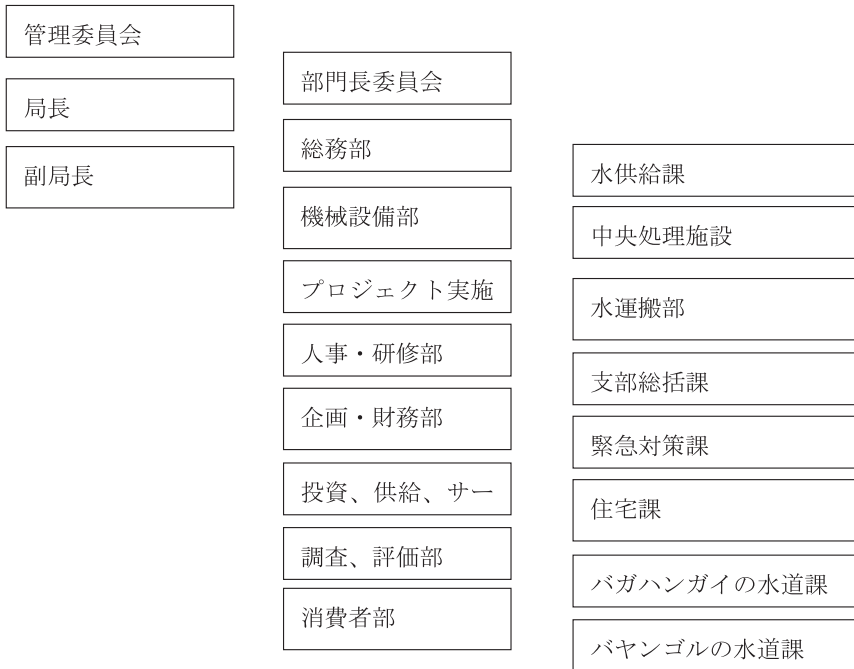 管理委員会
局長
副局長
部門長委員会
総務部
機械設備部
プロジェクト実施
人事・研修部
企画・財務部
投資、供給、サー
調査、評価部
消費者部
水供給課
中央処理施設
水運搬部
支部総括課
緊急対策課
住宅課
バガハンガイの水道課
バヤンゴルの水道課